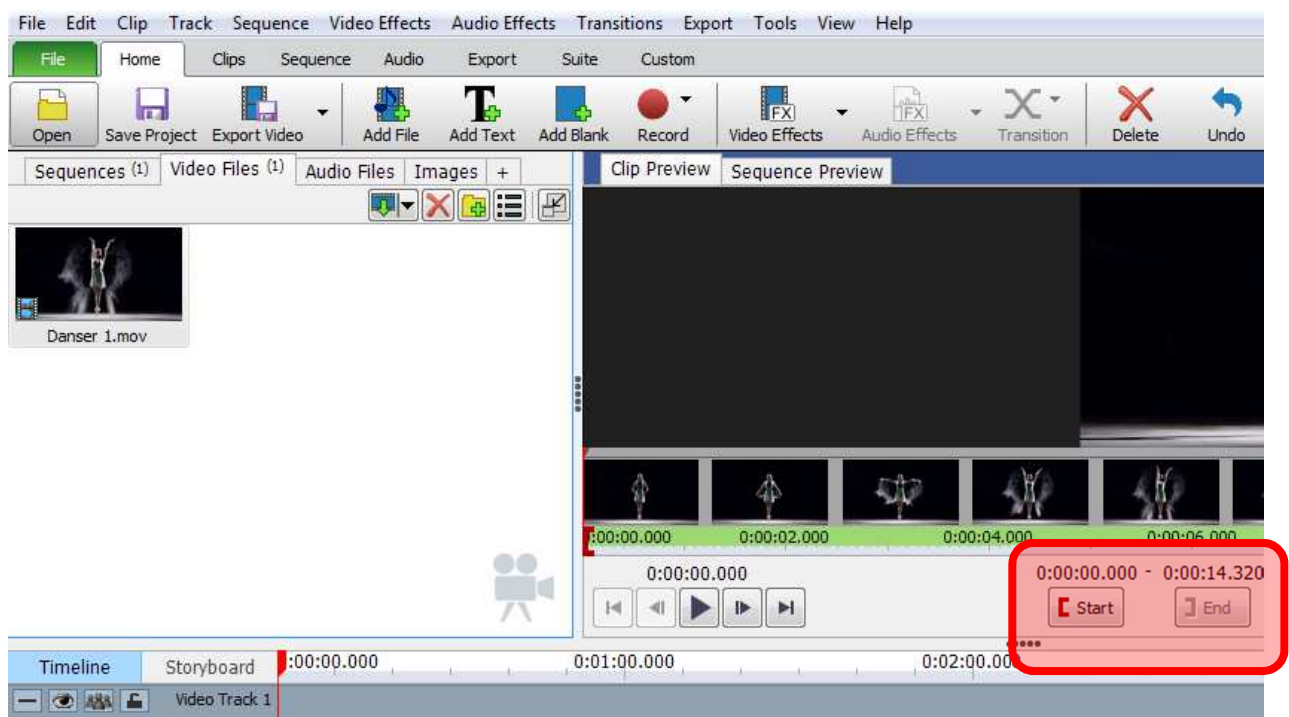 File Edit Clip Track Sequence Video Effects Audio Effects Transitions Export Tools View Help
File Home Clips Sequence Audio Export Suite Custom
Open Save Project Export Video Add File Add Text Add Blank Record Video Effects Audio Effects Transition Delete Undo
Sequences (1) Video Files (1) Audio Files Images + Clip Preview Sequence Preview
Danser 1.mov
:00:00.000 0:00:02.000 0:00:04.000 0:00:06.000
0:00:00.000 0:00:00.000 - 0:00:14.320
Start End
Timeline Storyboard :00:00.000 0:01:00.000 0:02:00.000
Video Track 1